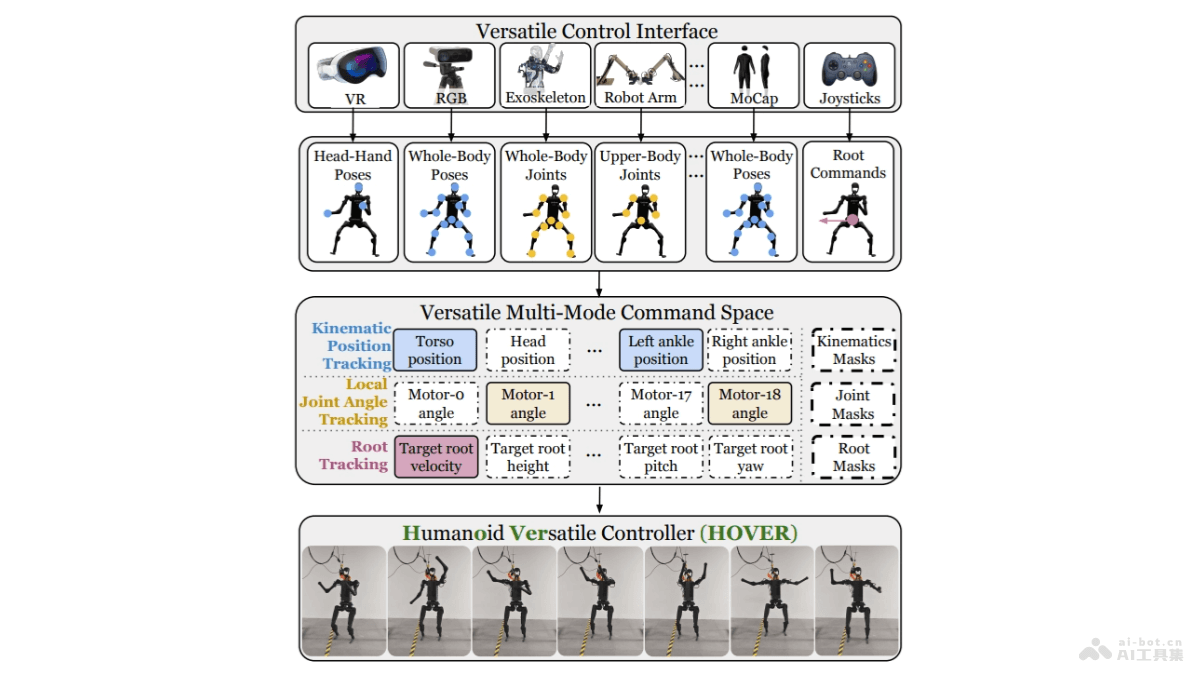 Versatile Control Interface
VR
RGB
Exoskeleton
Robot Arm
...
...
MoCap
Joysticks
Head-Hand
Poses
Whole-Body
Poses
Whole-Body
Joints
Upper-Body
Joints
...
...
Whole-Body
Poses
Root
Commands
Versatile Multi-Mode Command Space
Kinematic
Position
Tracking
Torso
position
Head
position
...
Left ankle
position
Right ankle
position
Kinematics
Masks
Local
Joint Angle
Tracking
Motor-0
angle
Motor-1
angle
...
Motor-17
angle
Motor-18
angle
Joint
Masks
Root
Tracking
Target root
velocity
Target root
height
...
Target root
pitch
Target root
yaw
Root
Masks
Humanoid Versatile Controller (HOVER)
ai-bot.cn
AI工具集